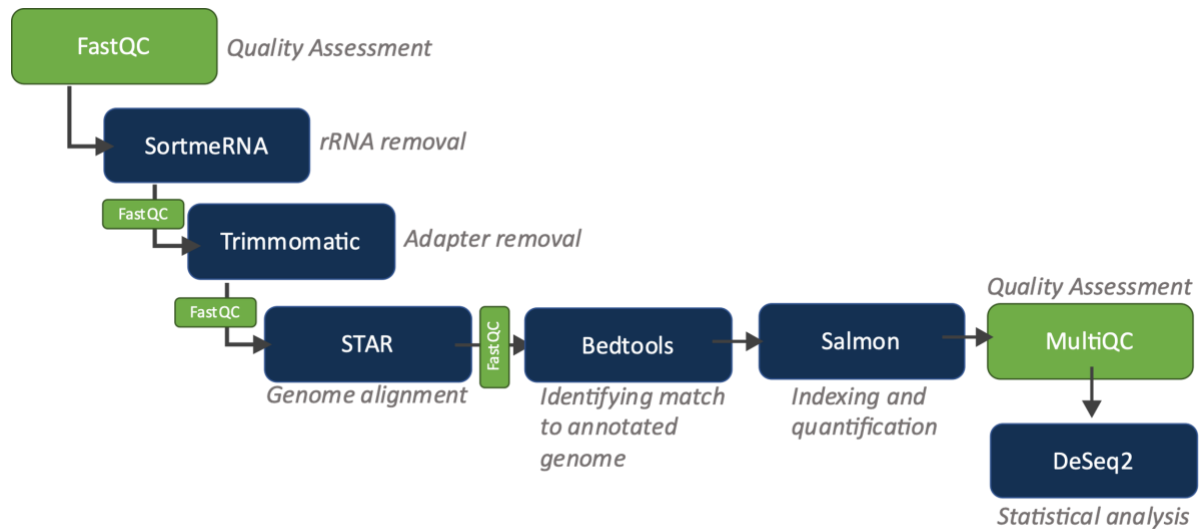 FastQC
Quality Assessment
SortmeRNA
rRNA removal
FastQC
Trimmomatic
Adapter removal
FastQC
STAR
Genome alignment
FastQC
Bedtools
Identifying match
to annotated
genome
Salmon
Indexing and
quantification
Quality Assessment
MultiQC
DeSeq2
Statistical analysis